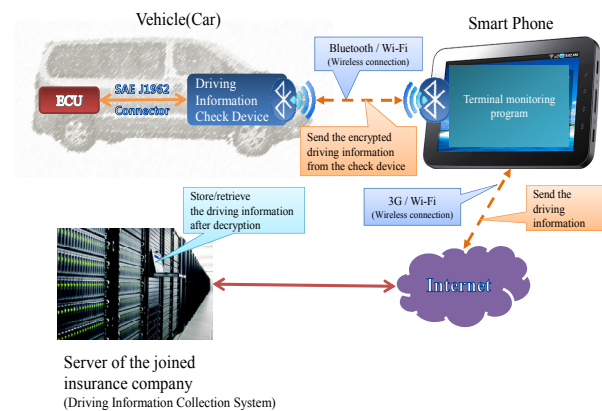 Vehicle(Car)
Smart Phone
ECU
SAE J1962
Connector
Driving
Information
Check Device
Bluetooth / Wi-Fi
(Wireless connection)
Terminal monitoring
program
Send the encrypted
driving information
from the check device
3G / Wi-Fi
(Wireless connection)
Send the
driving
information
Store/retrieve
the driving information
after decryption
Internet
Server of the joined
insurance company
(Driving Information Collection System)